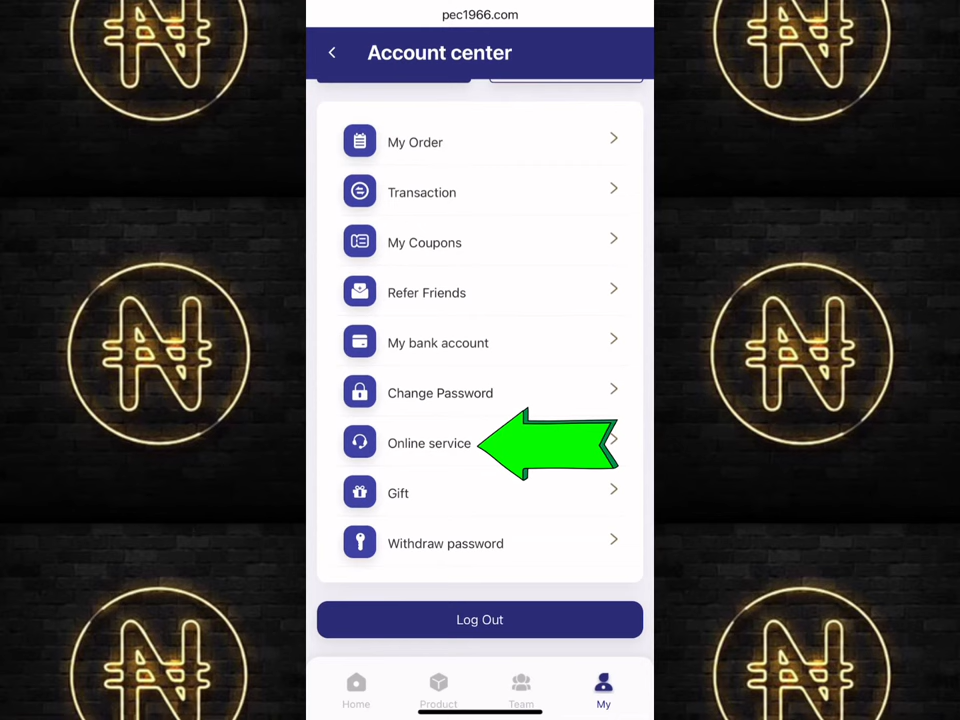 pec1966.com
Account center
My Order
Transaction
My Coupons
Refer Friends
My bank account
Change Password
Online service
Gift
Withdraw password
Log Out
Home
Product
Team
My